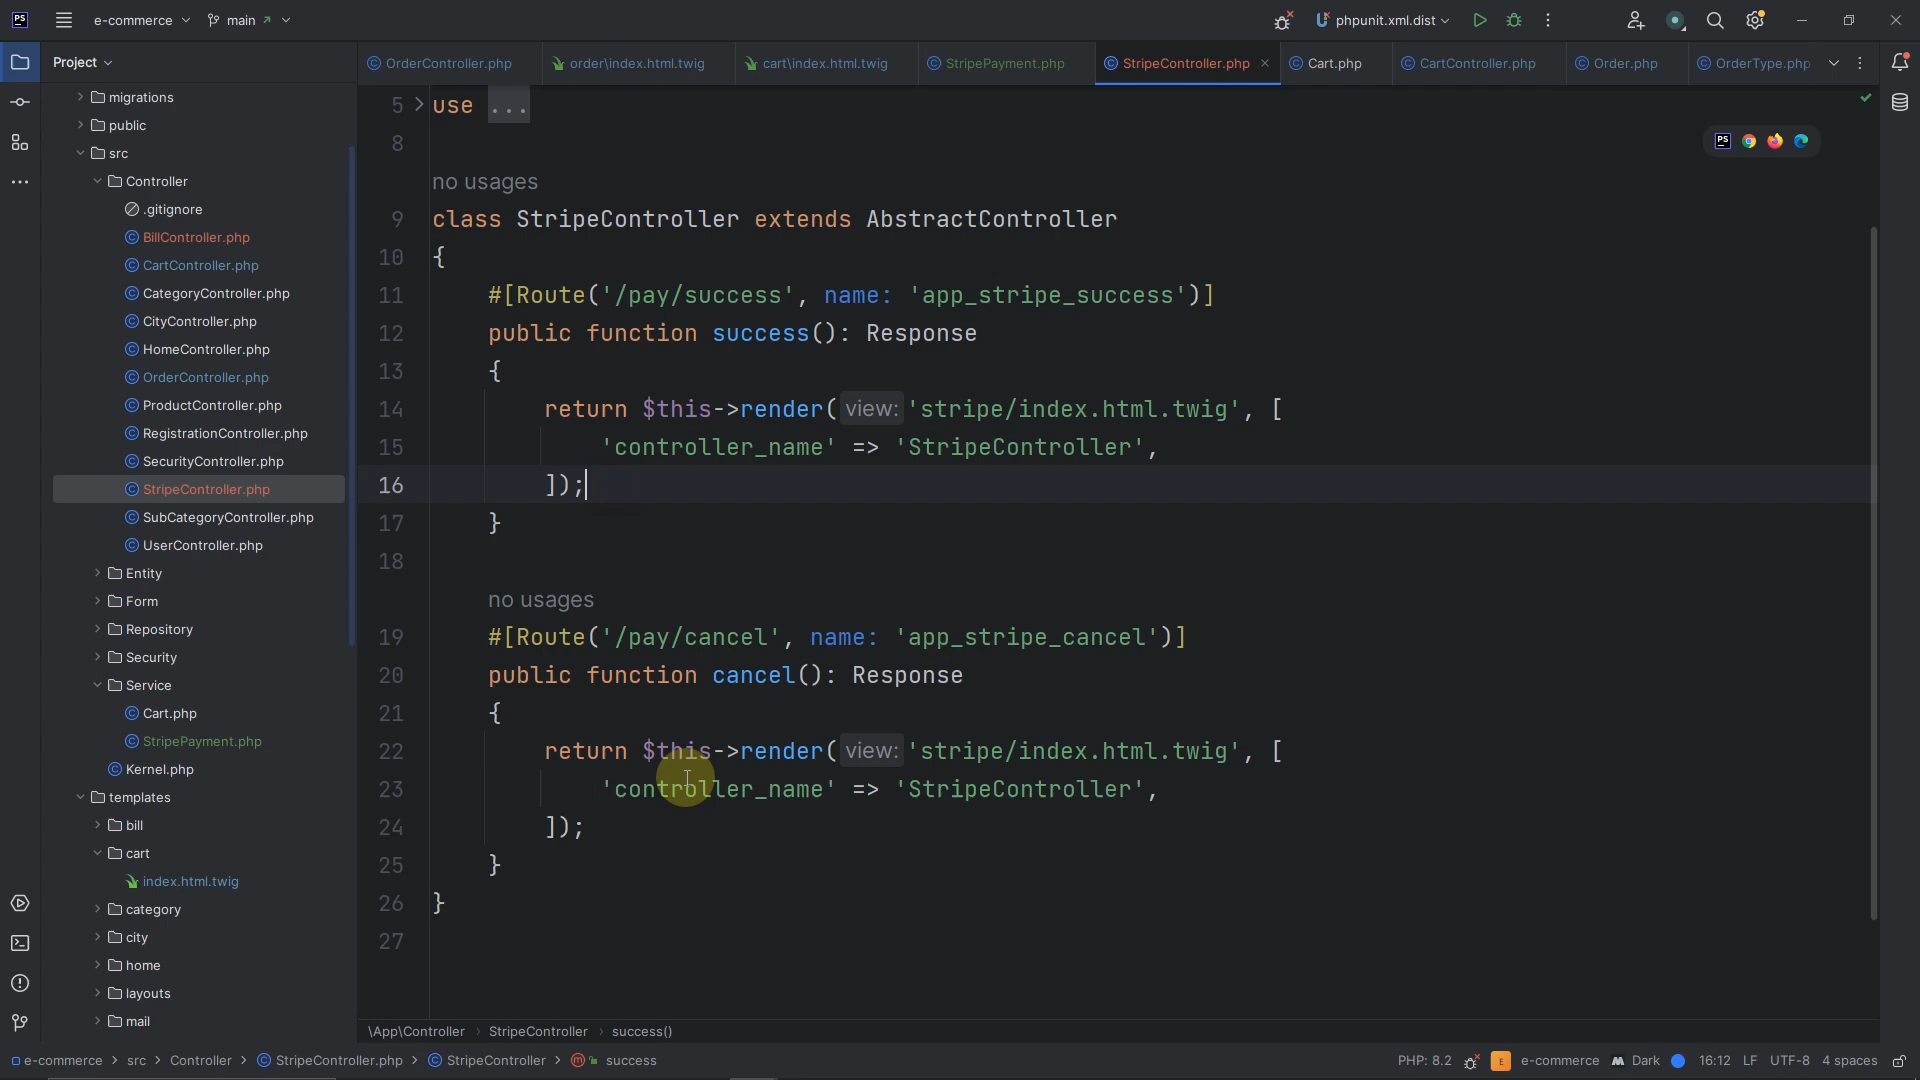 PS e-commerce main phpunit.xml.dist
Project
OrderController.php order\index.html.twig cart\index.html.twig StripePayment.php StripeController.php Cart.php CartController.php Order.php OrderType.php
migrations
public
src
Controller
.gitignore
BillController.php
CartController.php
CategoryController.php
CityController.php
HomeController.php
OrderController.php
ProductController.php
RegistrationController.php
SecurityController.php
StripeController.php
SubCategoryController.php
UserController.php
Entity
Form
Repository
Security
Service
Cart.php
StripePayment.php
Kernel.php
templates
bill
cart
index.html.twig
category
city
home
layouts
mail
5 use ...
8
no usages
9 class StripeController extends AbstractController
10 {
11 #[Route('/pay/success', name: 'app_stripe_success')]
12 public function success(): Response
13 {
14 return $this->render( view: 'stripe/index.html.twig', [
15 'controller_name' => 'StripeController',
16 ]);
17 }
18
no usages
19 #[Route('/pay/cancel', name: 'app_stripe_cancel')]
20 public function cancel(): Response
21 {
22 return $this->render( view: 'stripe/index.html.twig', [
23 'controller_name' => 'StripeController',
24 ]);
25 }
26 }
27
PS
\App\Controller › StripeController › success()
e-commerce › src › Controller › StripeController.php › StripeController › success PHP: 8.2 E e-commerce Dark 16:12 LF UTF-8 4 spaces